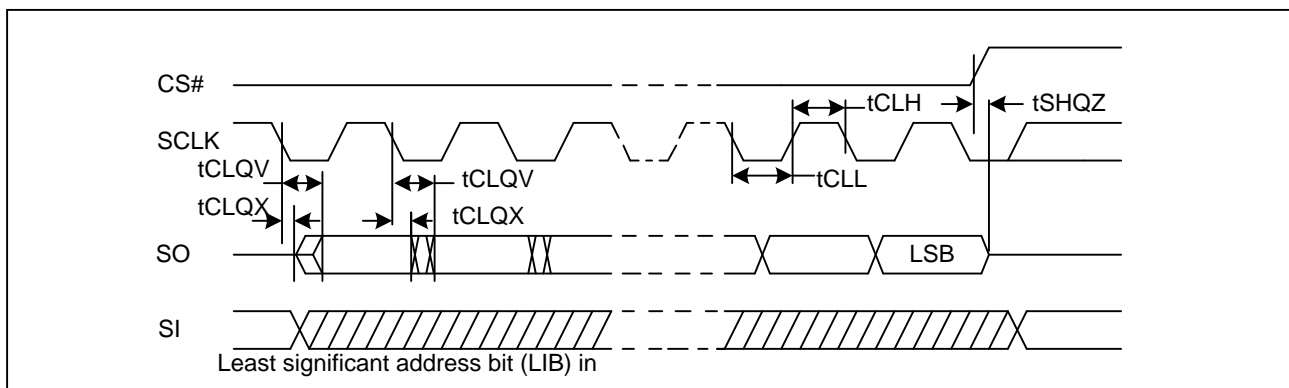 CS#
tCLH
tSHQZ
SCLK
tCLQV
tCLQV
tCLL
tCLQX
tCLQX
SO
LSB
SI
Least significant address bit (LIB) in